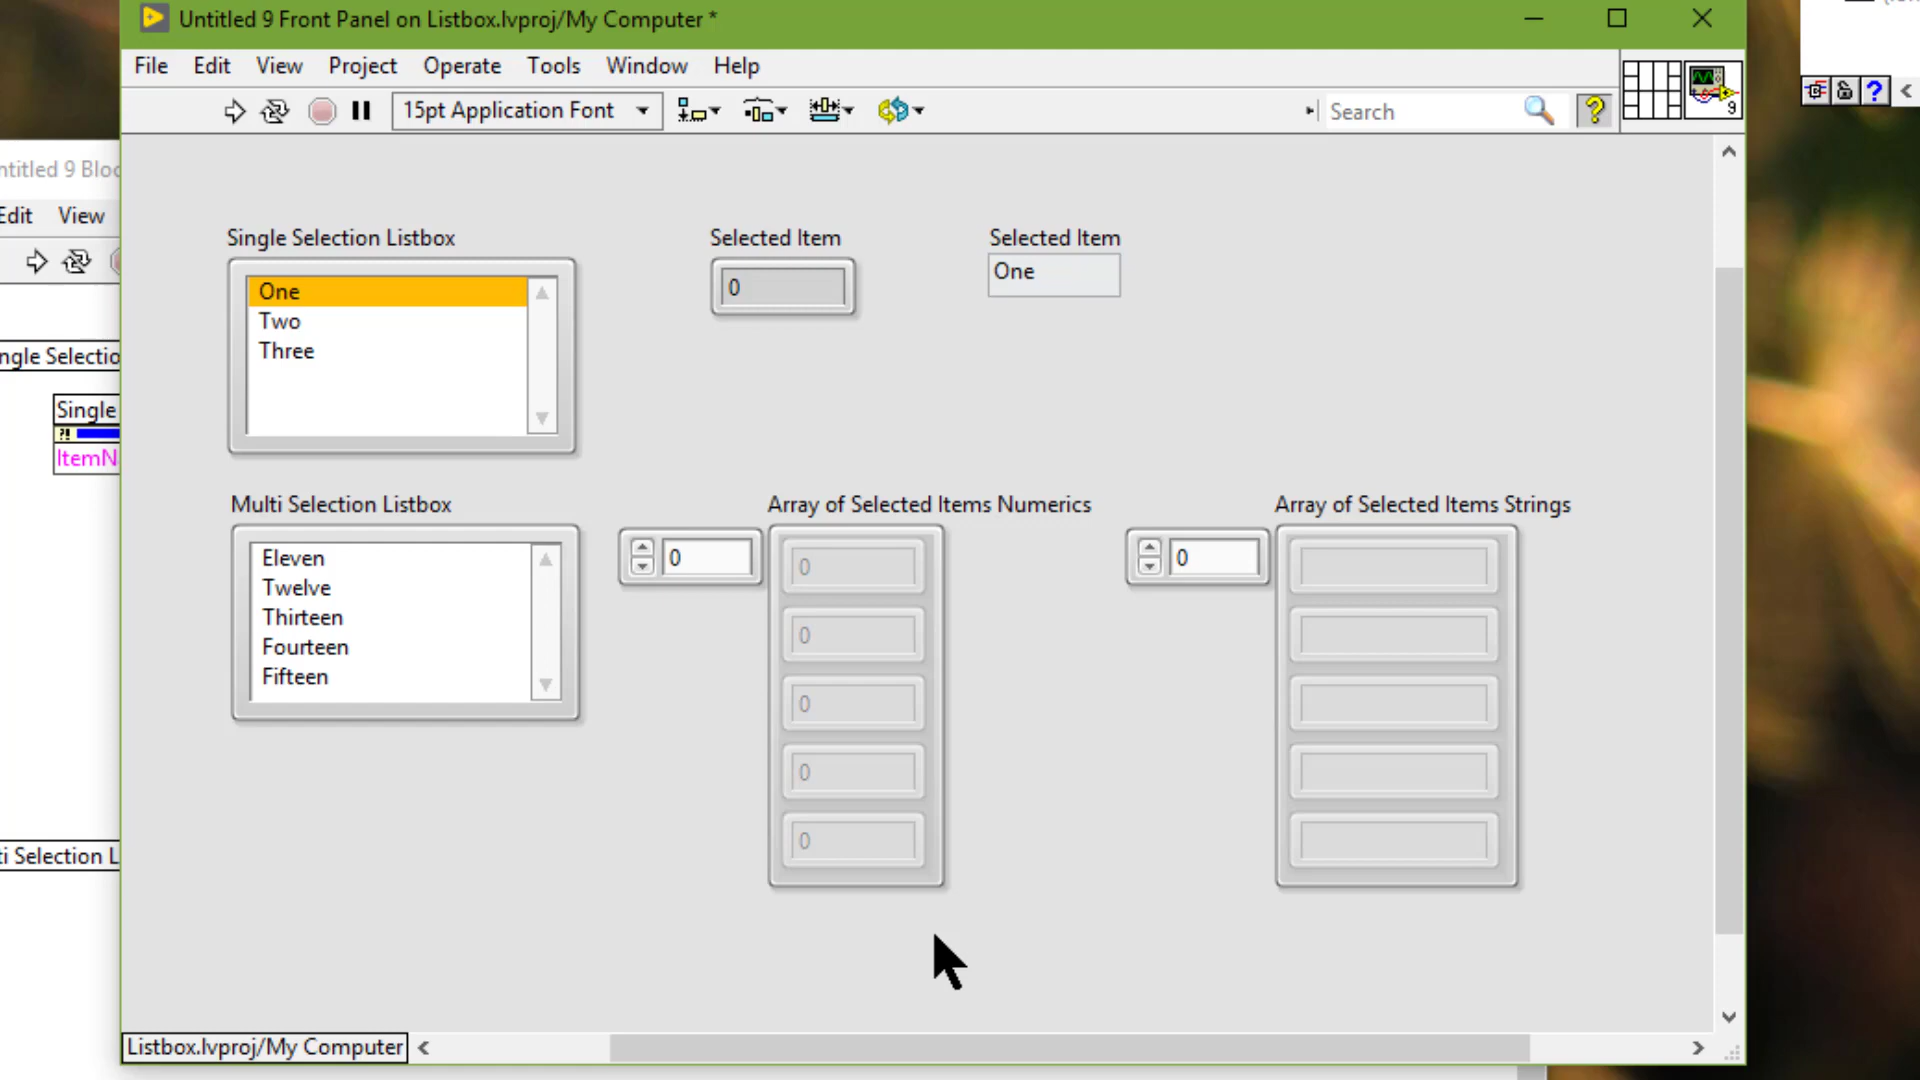 Untitled 9 Front Panel on Listbox.lvproj/My Computer *
File Edit View Project Operate Tools Window Help
15pt Application Font
Search
9
ntitled 9 Bloc
Edit View
Single Selection Listbox
One
Two
Three
Selected Item
0
Selected Item
One
ngle Selectio
Single
ItemN
Multi Selection Listbox
Eleven
Twelve
Thirteen
Fourteen
Fifteen
Array of Selected Items Numerics
0
0
0
0
0
0
Array of Selected Items Strings
0
ti Selection L
Listbox.lvproj/My Computer